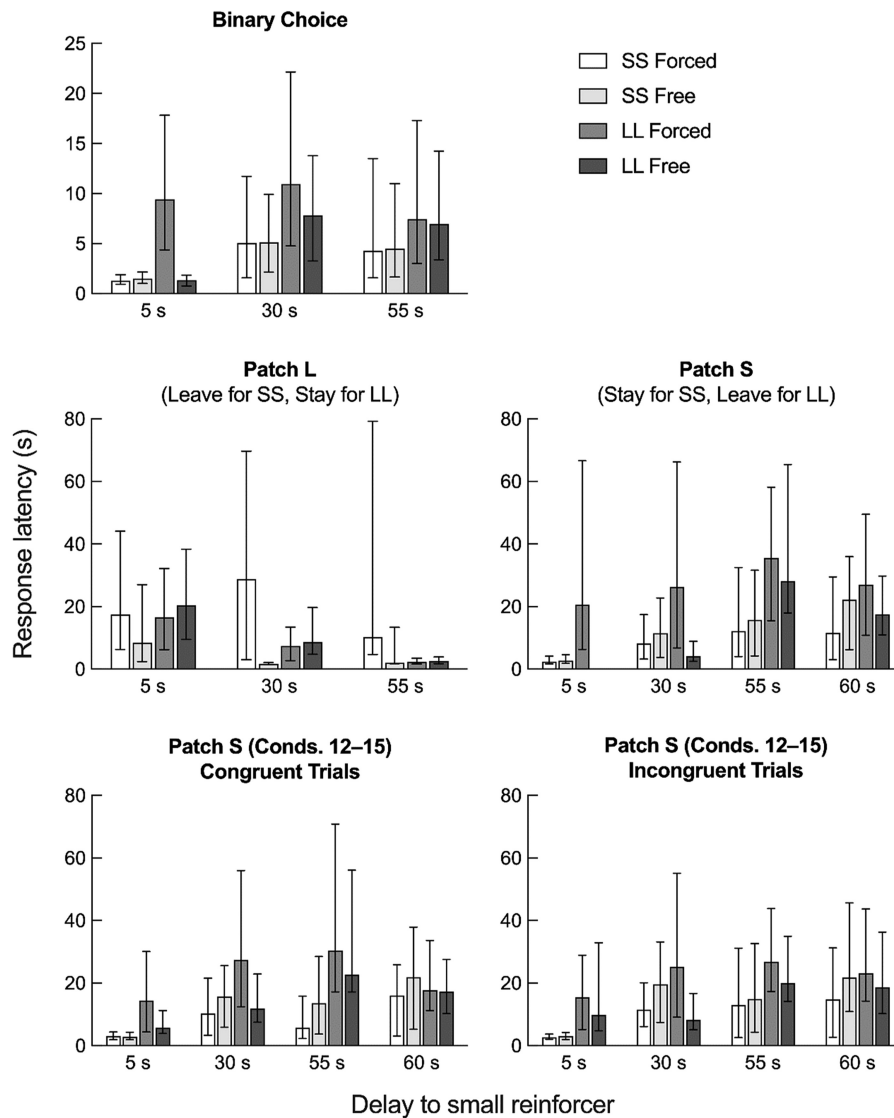 Binary Choice
SS Forced
SS Free
LL Forced
LL Free
25
20
15
10
5
0
5 s 30 s 55 s
Response latency (s)
Patch L
(Leave for SS, Stay for LL)
80
60
40
20
0
5 s 30 s 55 s
Patch S
(Stay for SS, Leave for LL)
80
60
40
20
0
5 s 30 s 55 s 60 s
Patch S (Conds. 12–15)
Congruent Trials
80
60
40
20
0
5 s 30 s 55 s 60 s
Patch S (Conds. 12–15)
Incongruent Trials
80
60
40
20
0
5 s 30 s 55 s 60 s
Delay to small reinforcer